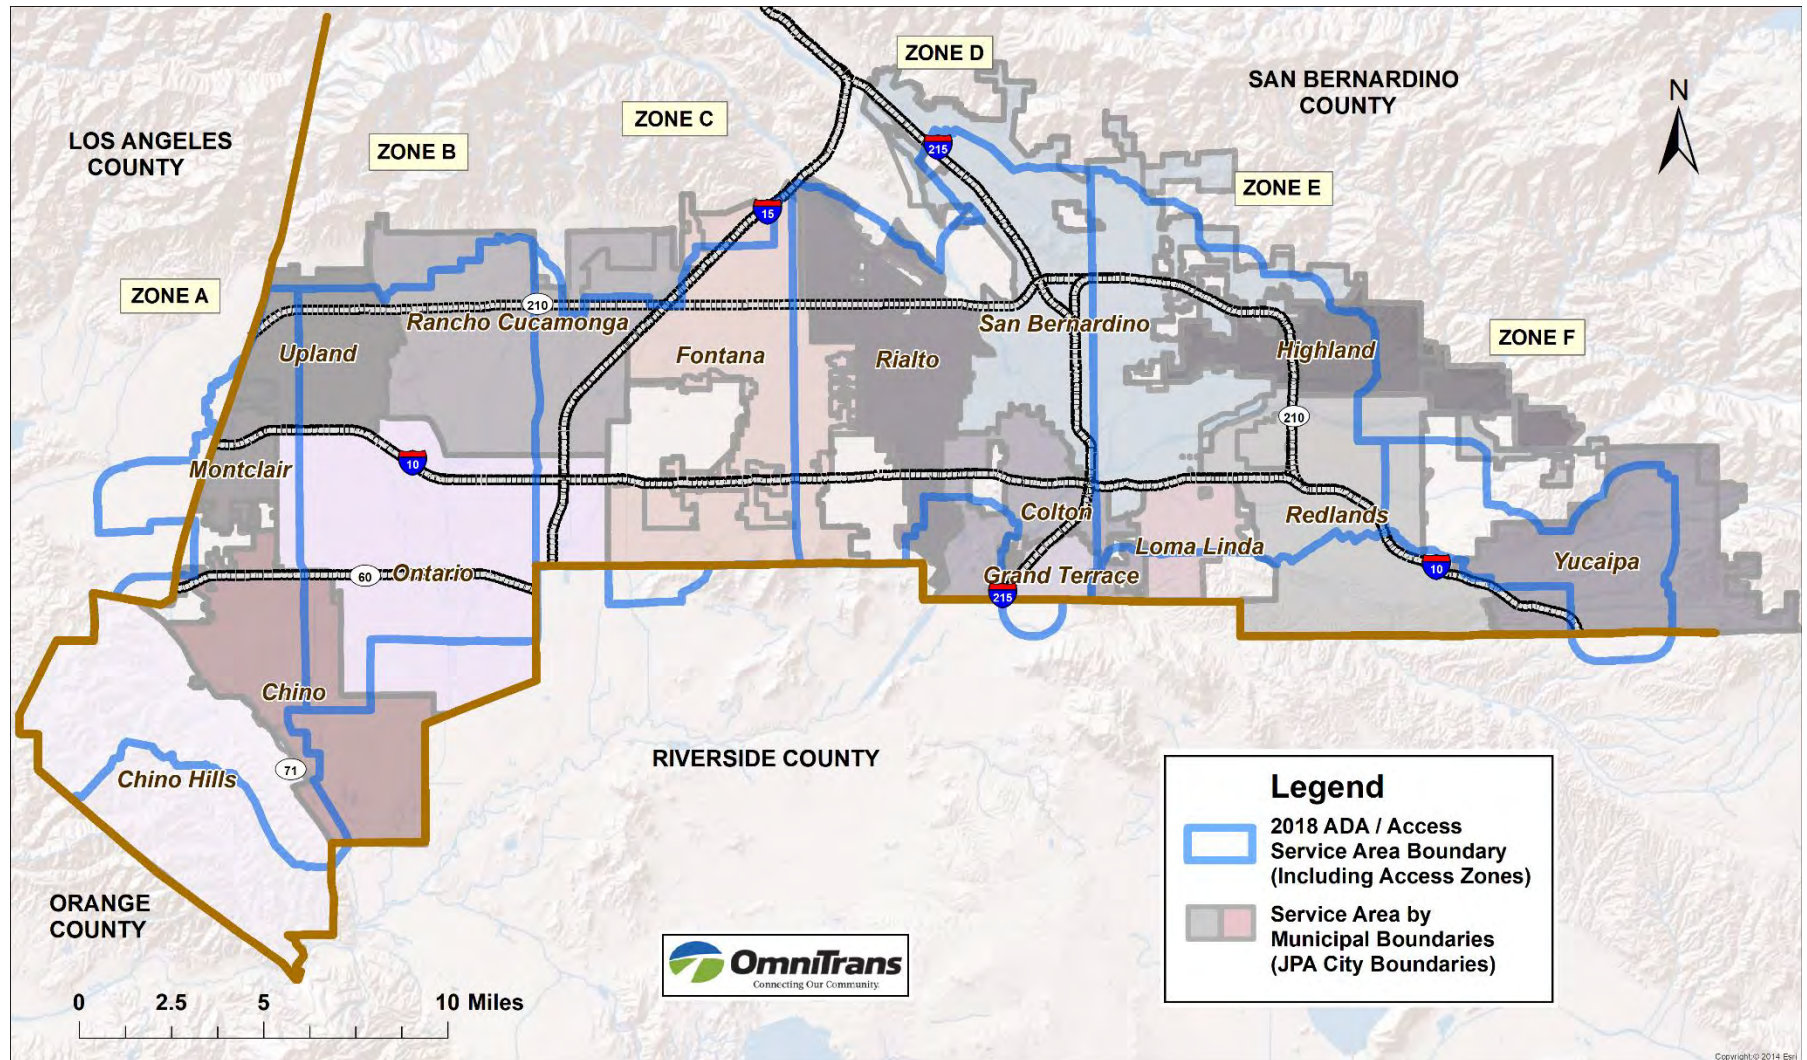 ZONE D
SAN BERNARDINO
COUNTY
N
ZONE C
LOS ANGELES
COUNTY
ZONE B
215
ZONE E
15
ZONE A
210
Rancho Cucamonga
San Bernardino
Upland
Fontana
Rialto
Highland
ZONE F
210
Montclair
10
Colton
Redlands
Loma Linda
Yucaipa
10
60
Ontario
Grand Terrace
215
Chino
RIVERSIDE COUNTY
71
Chino Hills
Legend
2018 ADA / Access
Service Area Boundary
(Including Access Zones)
Service Area by
Municipal Boundaries
(JPA City Boundaries)
ORANGE
COUNTY
OmniTrans
Connecting Our Community.
0 2.5 5 10 Miles
Copyright:© 2014 Esri